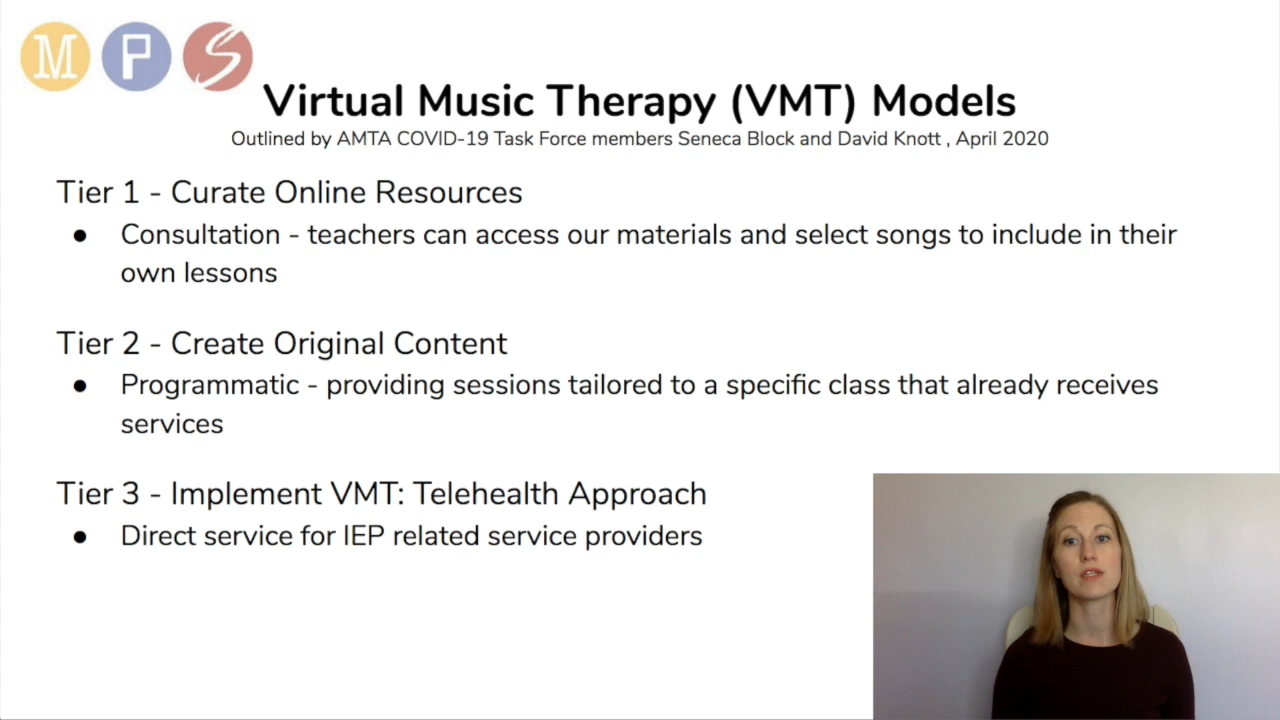 M P S
Virtual Music Therapy (VMT) Models
Outlined by AMTA COVID-19 Task Force members Seneca Block and David Knott , April 2020
Tier 1 - Curate Online Resources
● Consultation - teachers can access our materials and select songs to include in their
own lessons
Tier 2 - Create Original Content
● Programmatic - providing sessions tailored to a specific class that already receives
services
Tier 3 - Implement VMT: Telehealth Approach
● Direct service for IEP related service providers